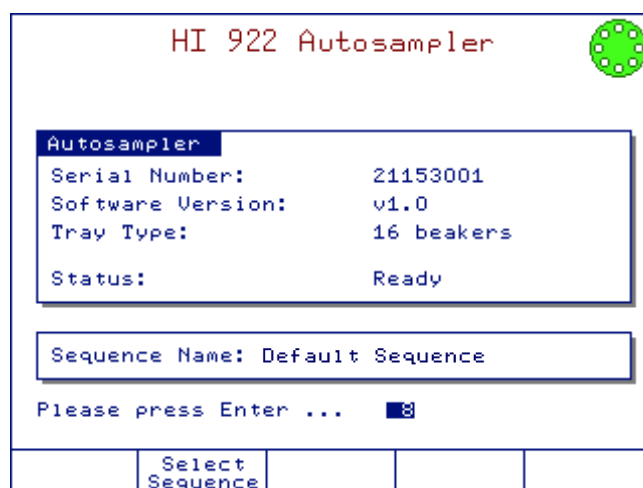 HI 922 Autosampler
Autosampler
Serial Number: 21153001
Software Version: v1.0
Tray Type: 16 beakers
Status: Ready
Sequence Name: Default Sequence
Please press Enter ... 8
Select
Sequence